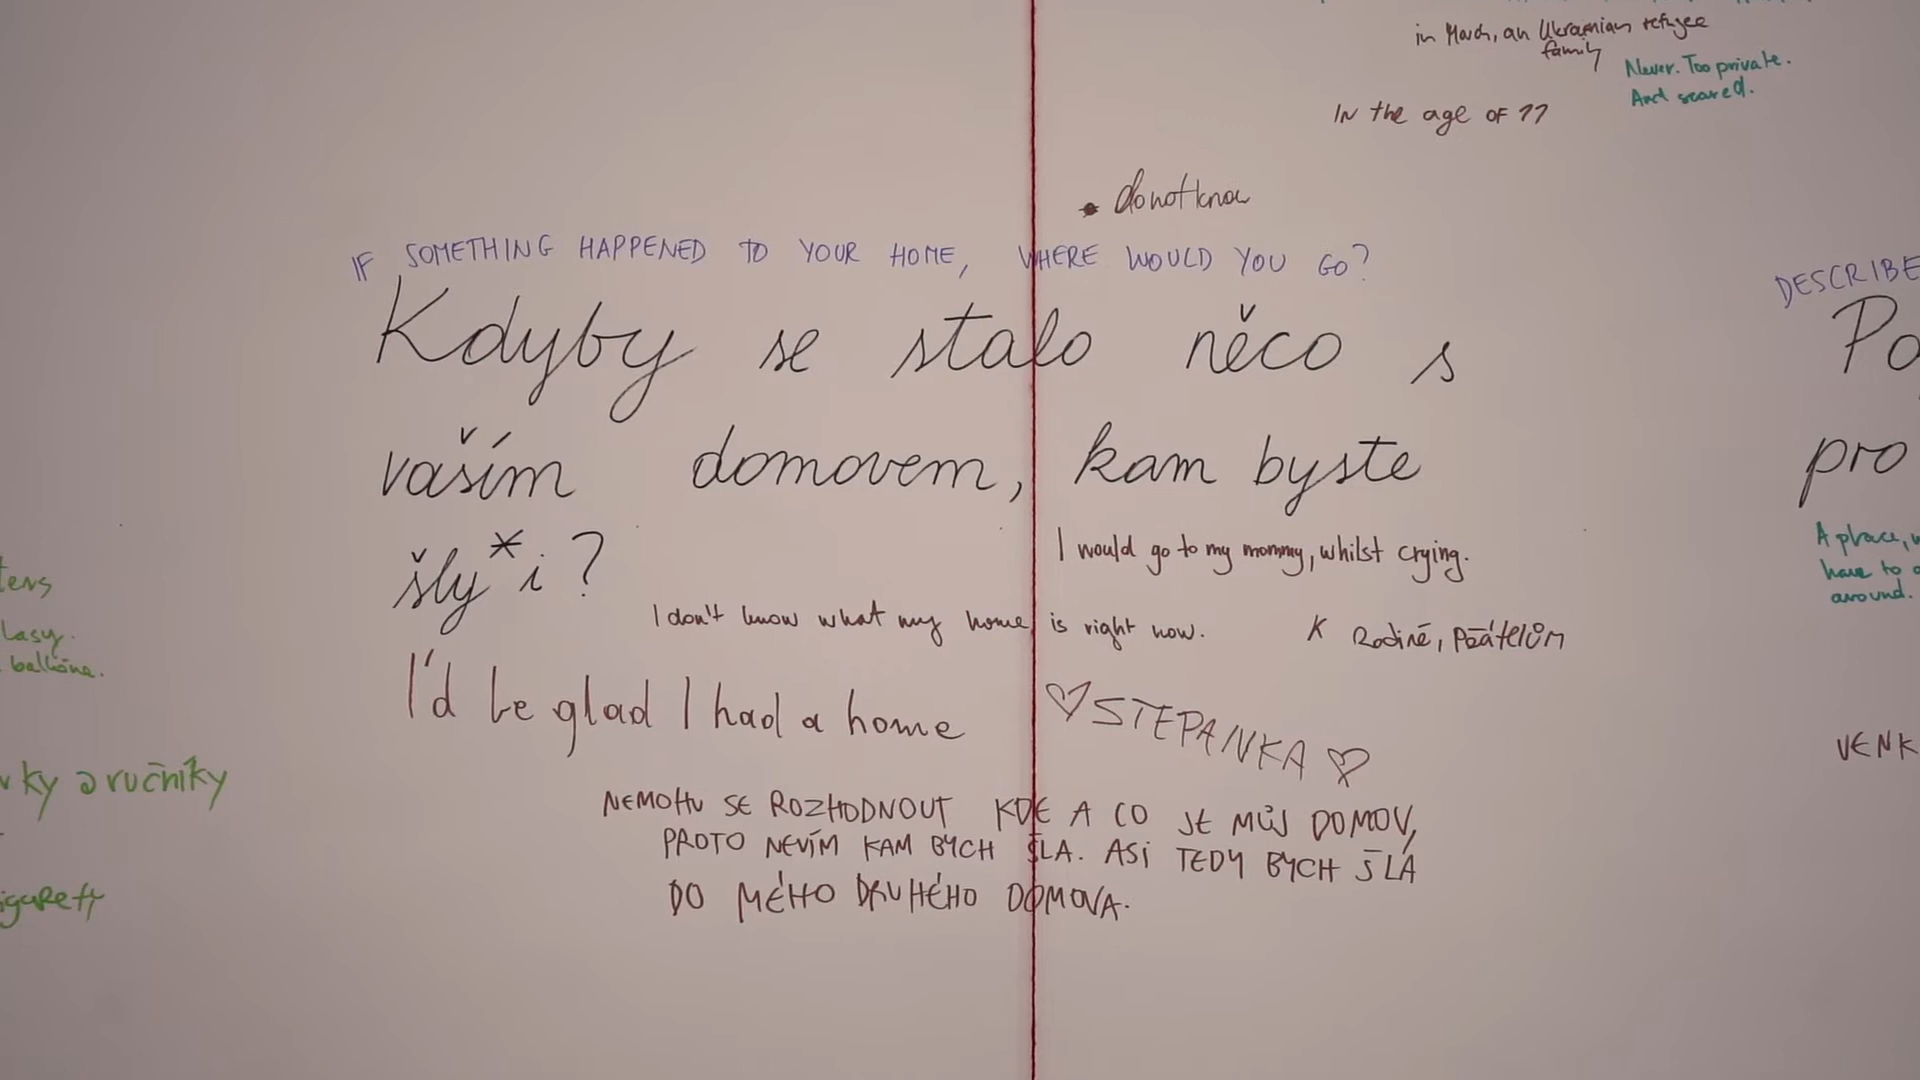 in March, an Ukrainian refugee
family
Never. Too private.
And scared.
IN the age OF 77
do not know
IF SOMETHING HAPPENED TO YOUR HOME, WHERE WOULD YOU GO?
Kdyby se stalo něco s
vaším domovem, kam byste
šly*i?
I would go to my mommy, whilst crying.
I don't know what my home is right now.
K Rodině, PřátelůM
I'd be glad I had a home
♡ STEPANKA ♡
NEMOHU SE ROZHODNOUT KDE A CO JE MŮJ DOMOV,
PROTO NEVÍM KAM BYCH ŠLA. ASI TEDY BYCH ŠLA
DO MÉHO DRUHÉHO DOMOVA.
ky a ručníky
DESCRIBE
Po
pro
A place,
have to
around.
VENK